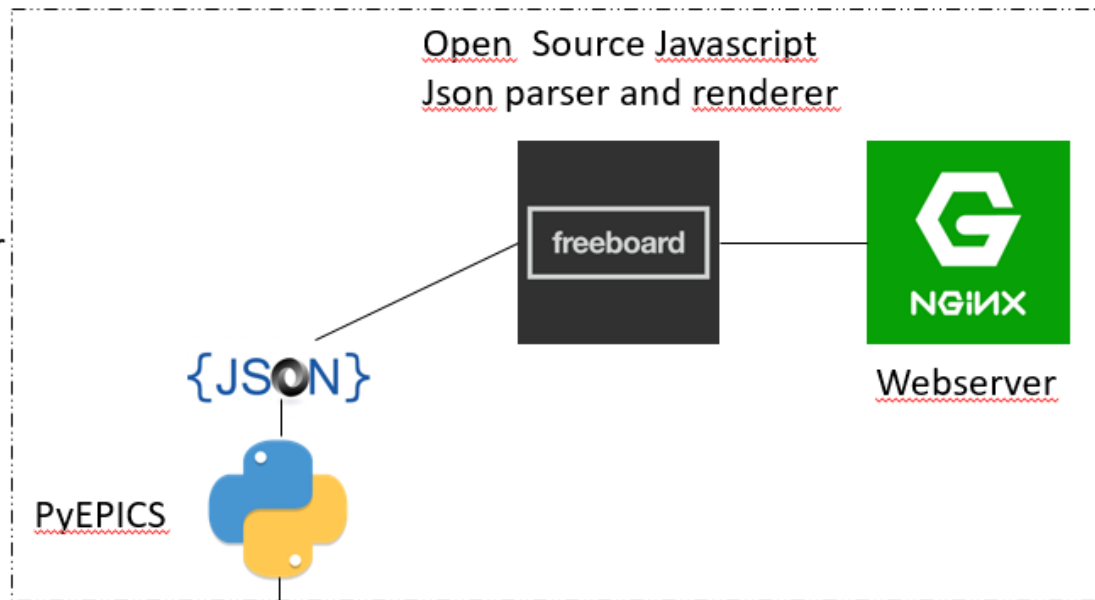 Open Source Javascript
Json parser and renderer
freeboard
NGiNX
{JSON}
Webserver
PyEPICS